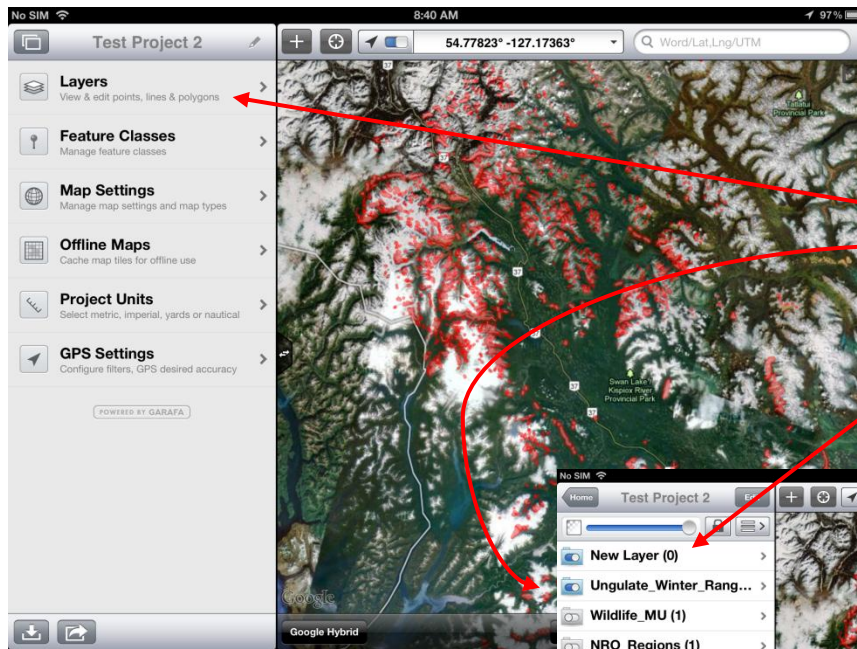 No SIM
8:40 AM
97%
Test Project 2
54.77823° -127.17363°
Word/Lat,Lng/UTM
Layers
View & edit points, lines & polygons
Feature Classes
Manage feature classes
Map Settings
Manage map settings and map types
Offline Maps
Cache map tiles for offline use
Project Units
Select metric, imperial, yards or nautical
GPS Settings
Configure filters, GPS desired accuracy
POWERED BY GARAFA
37
Tatlatui
Provincial Park
37
37
37
37
37
Swan Lake
Kispiox River
Provincial Park
Google
Google Hybrid
No SIM
Home
Test Project 2
New Layer (0)
Ungulate_Winter_Rang...
Wildlife_MU (1)
NRO_Regions (1)